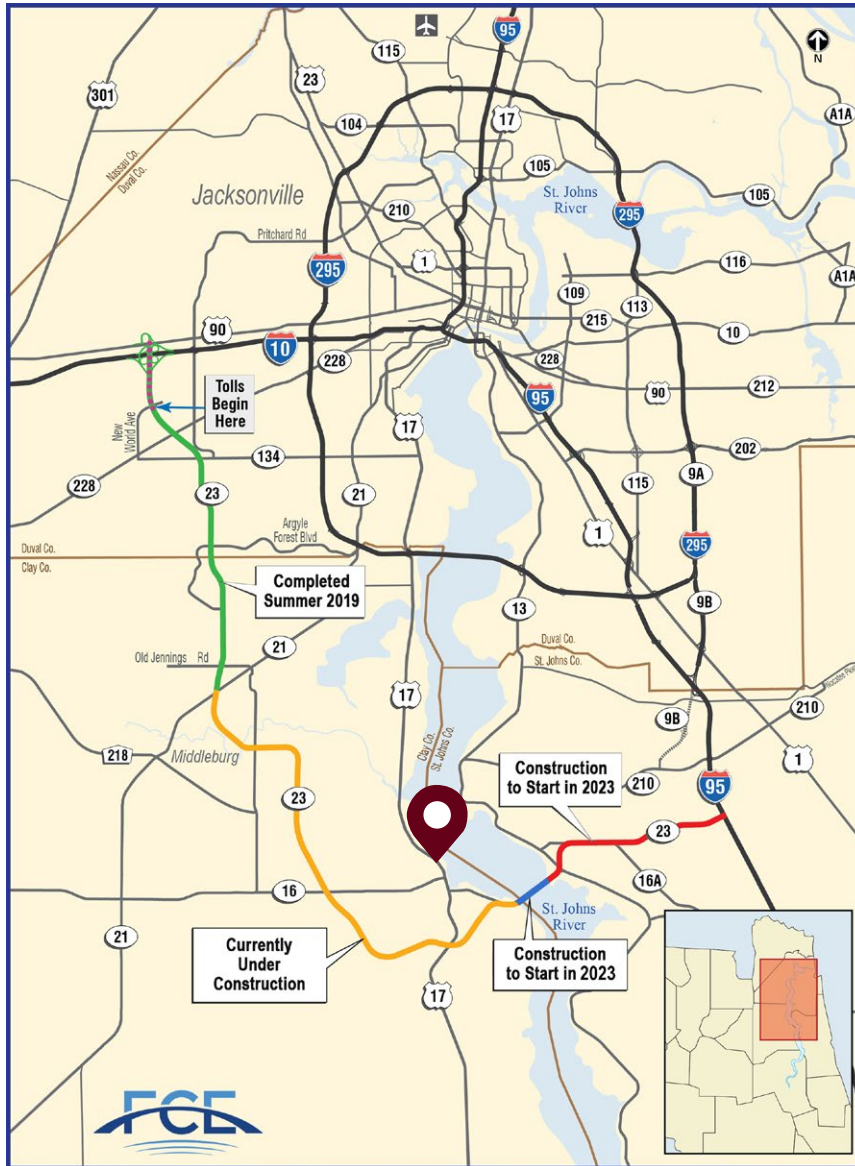 95
115
N
23
301
17
A1A
104
Nassau Co.
Duval Co.
105
St. Johns
River
Jacksonville
105
210
295
Pritchard Rd
1
116
295
109
A1A
113
90
215
10
10
228
228
Tolls
Begin
Here
95
90
212
New
World Ave
17
202
134
9A
228
21
115
23
1
Argyle
Forest Blvd
295
Duval Co.
Clay Co.
Completed
Summer 2019
13
9B
21
Duval Co.
St. Johns Co.
Old Jennings Rd
17
210
9B
Clay Co.
St. Johns Co.
218
Middleburg
1
Construction
to Start in 2023
210
95
23
23
16A
16
St. Johns
River
21
Currently
Under
Construction
Construction
to Start in 2023
17
FCE